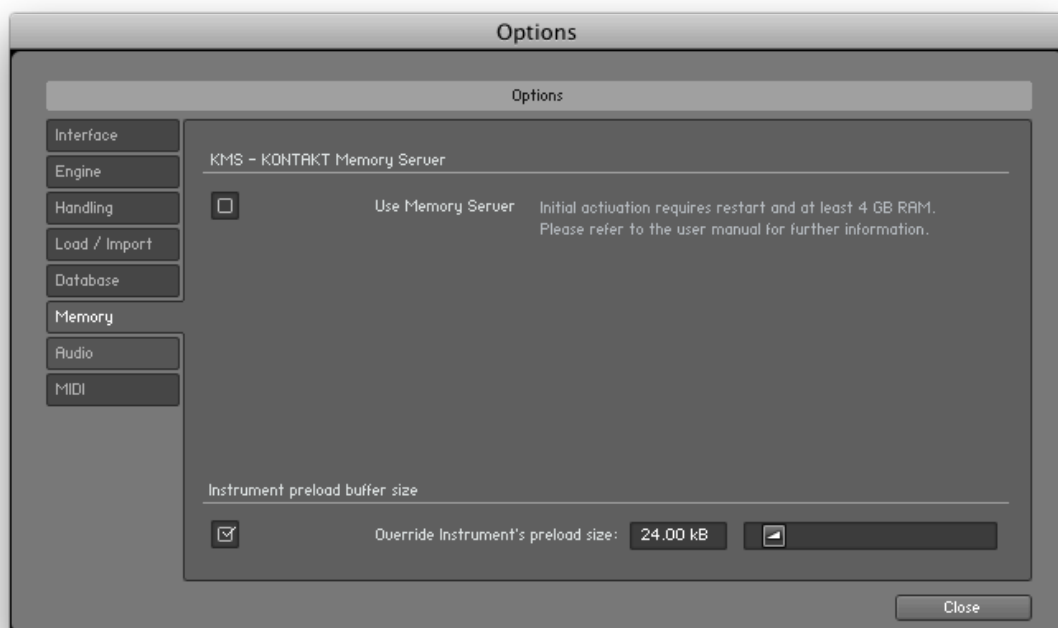 Options
Options
Interface
Engine
Handling
Load / Import
Database
Memory
Audio
MIDI
KMS - KONTAKT Memory Server
Use Memory Server
Initial activation requires restart and at least 4 GB RAM.
Please refer to the user manual for further information.
Instrument preload buffer size
Override Instrument's preload size:
24.00 kB
Close